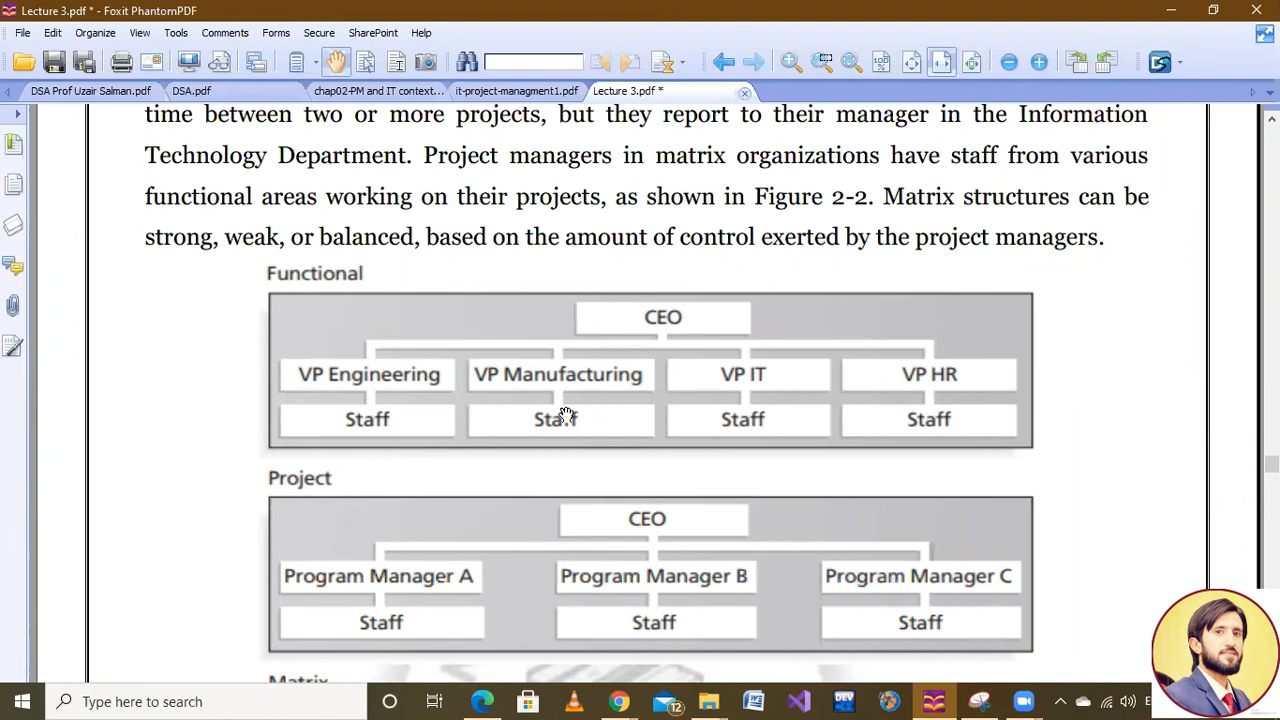 Lecture 3.pdf * - Foxit PhantomPDF
File Edit Organize View Tools Comments Forms Secure SharePoint Help
DSA Prof Uzair Salman.pdf DSA.pdf chap02-PM and IT context... it-project-managment1.pdf Lecture 3.pdf *
time between two or more projects, but they report to their manager in the Information
Technology Department. Project managers in matrix organizations have staff from various
functional areas working on their projects, as shown in Figure 2-2. Matrix structures can be
strong, weak, or balanced, based on the amount of control exerted by the project managers.
Functional
CEO
VP Engineering VP Manufacturing VP IT VP HR
Staff Staff Staff Staff
Project
CEO
Program Manager A Program Manager B Program Manager C
Staff Staff Staff
Matrix
Type here to search
12
DEV